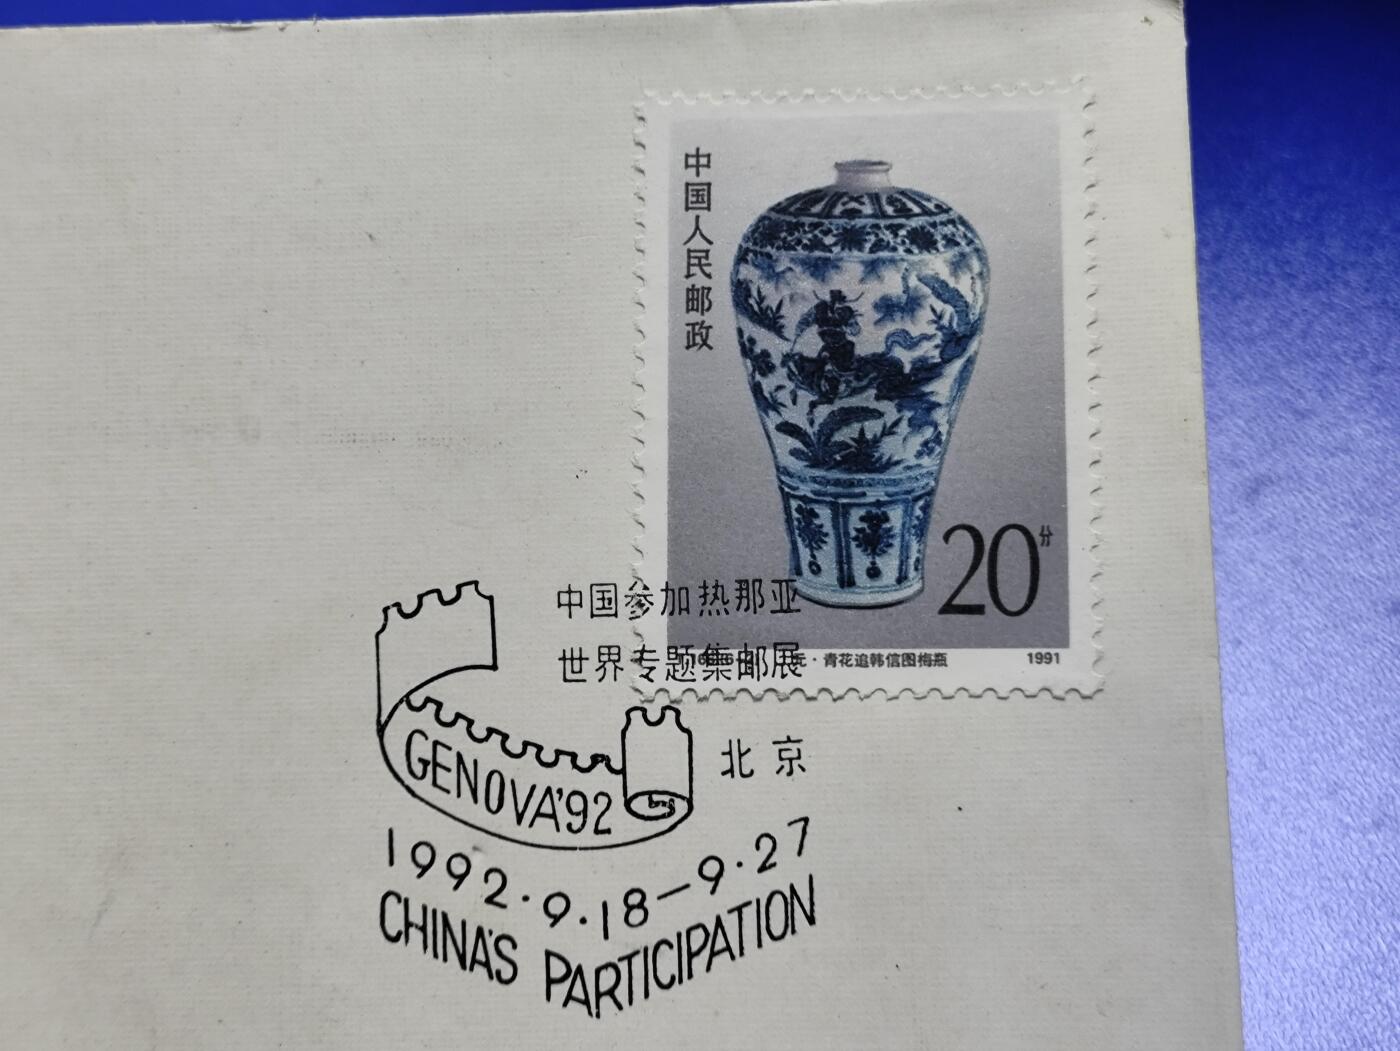 中国人民邮政
20分
元·青花追韩信图梅瓶
1991
中国参加热那亚
世界专题集邮展
北京
GENOVA'92
1992.9.18—9.27
CHINA'S PARTICIPATION